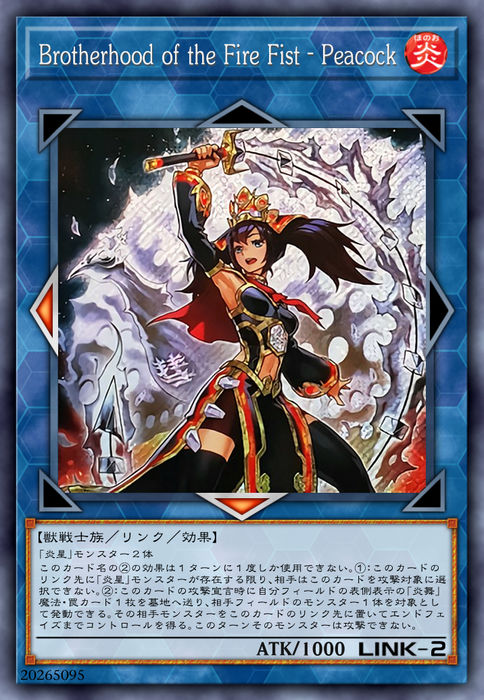 Brotherhood of the Fire Fist - Peacock
ほのお
炎
【獣戦士族／リンク／効果】
「炎星」モンスター２体
このカード名の②の効果は１ターンに１度しか使用できない。①：このカードの
リンク先に「炎星」モンスターが存在する限り、相手はこのカードを攻撃対象に選
択できない。②：このカードの攻撃宣言時に自分フィールドの表側表示の「炎舞」
魔法・罠カード１枚を墓地へ送り、相手フィールドのモンスター１体を対象とし
て発動できる。その相手モンスターをこのカードのリンク先に置いてエンドフェ
イズまでコントロールを得る。このターンそのモンスターは攻撃できない。
ATK/1000 LINK-2
20265095